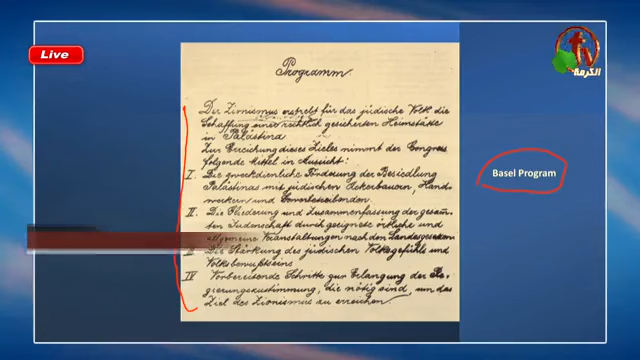 Live
tv
الكرمة
Programm
Der Zionismus erstrebt für das jüdische Volk die
Schaffung einer rechtlich gesicherten Heimstätte
in Palästina.
Zur Erreichung dieses Zieles nimmt der Congress
folgende Mittel in Aussicht:
I. Die zweckdienliche Förderung der Besiedlung
Palästinas mit jüdischen Ackerbauern, Hand-
werkern und Gewerbetreibenden.
II. Die Gliederung und Zusammenfassung der gesam-
ten Judenschaft durch geeignete örtliche und
allgemeine Veranstaltungen nach den Landesgesetzen.
Die Stärkung des jüdischen Volksgefühls und
Volksbewußtseins
IV Vorbereitende Schritte zur Erlangung der Re-
gierungszustimmung, die nötig sind, um das
Ziel des Zionismus zu erreichen.
Basel Program